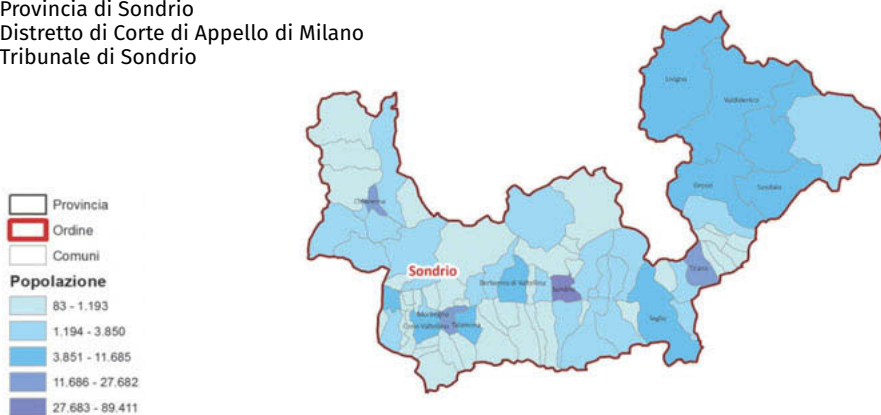 Provincia di Sondrio
Distretto di Corte di Appello di Milano
Tribunale di Sondrio
Livigno
Valdidentro
Grosio
Sondalo
Chiavenna
Provincia
Ordine
Comuni
Popolazione
83 - 1.193
1.194 - 3.850
3.851 - 11.685
11.686 - 27.682
27.683 - 89.411
Sondrio
Tirano
Berbenno di Valtellina
Sondrio
Morbegno
Cosio Valtellino
Talamona
Teglio